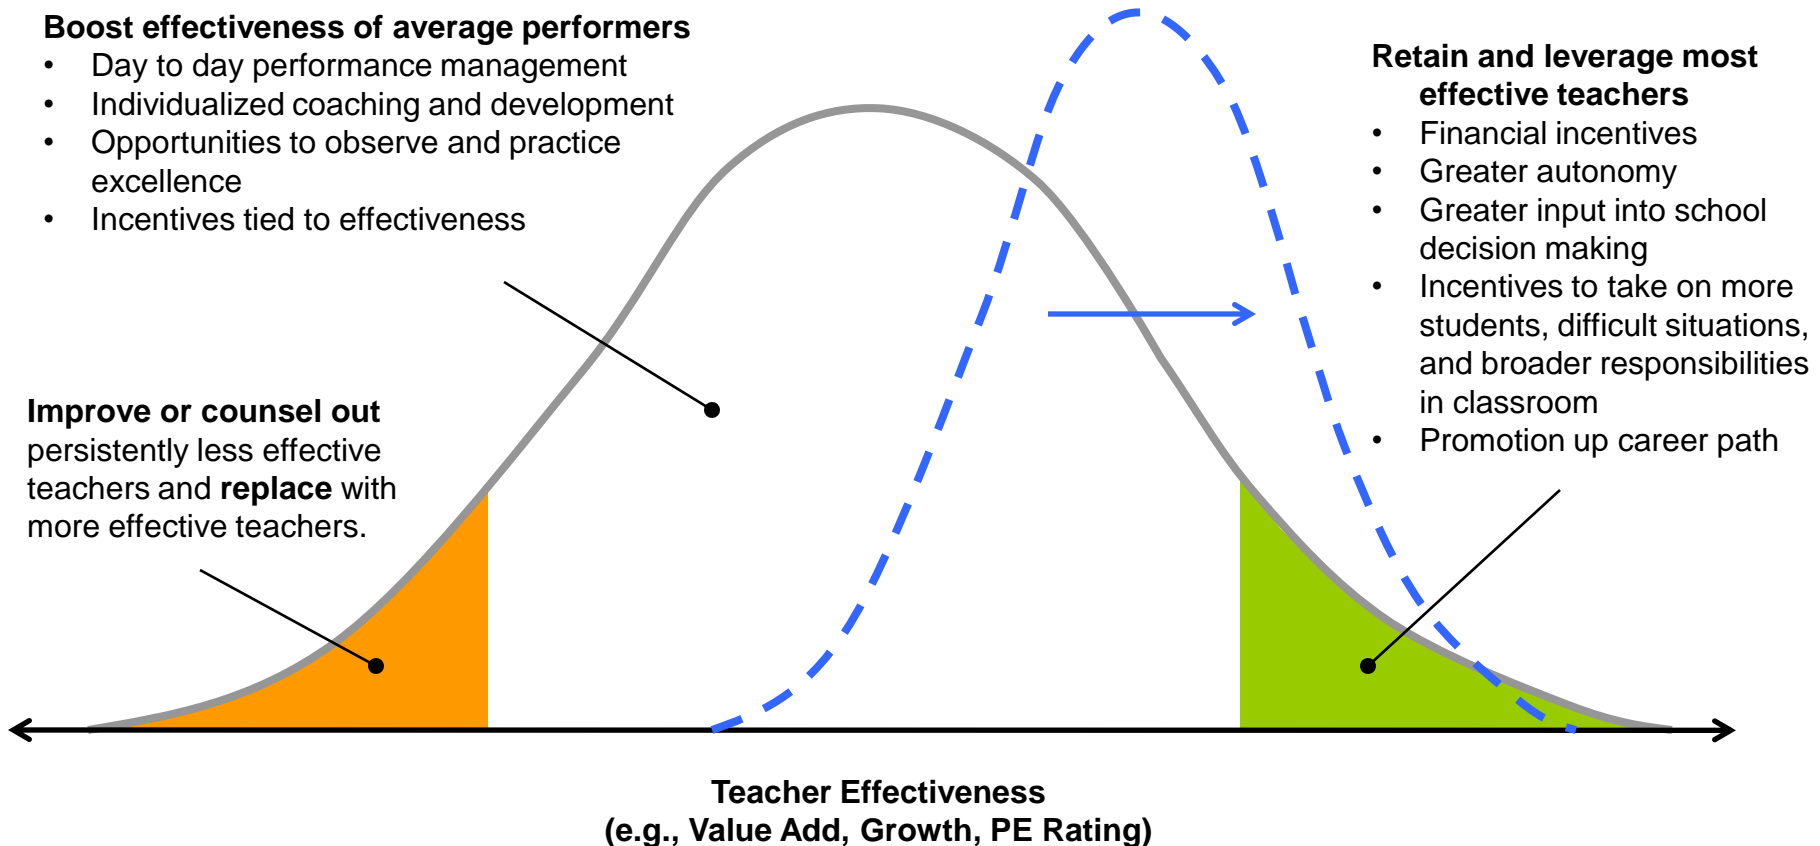 Boost effectiveness of average performers
• Day to day performance management
• Individualized coaching and development
• Opportunities to observe and practice
excellence
• Incentives tied to effectiveness
Improve or counsel out
persistently less effective
teachers and replace with
more effective teachers.
Retain and leverage most
effective teachers
• Financial incentives
• Greater autonomy
• Greater input into school
decision making
• Incentives to take on more
students, difficult situations,
and broader responsibilities
in classroom
• Promotion up career path
Teacher Effectiveness
(e.g., Value Add, Growth, PE Rating)